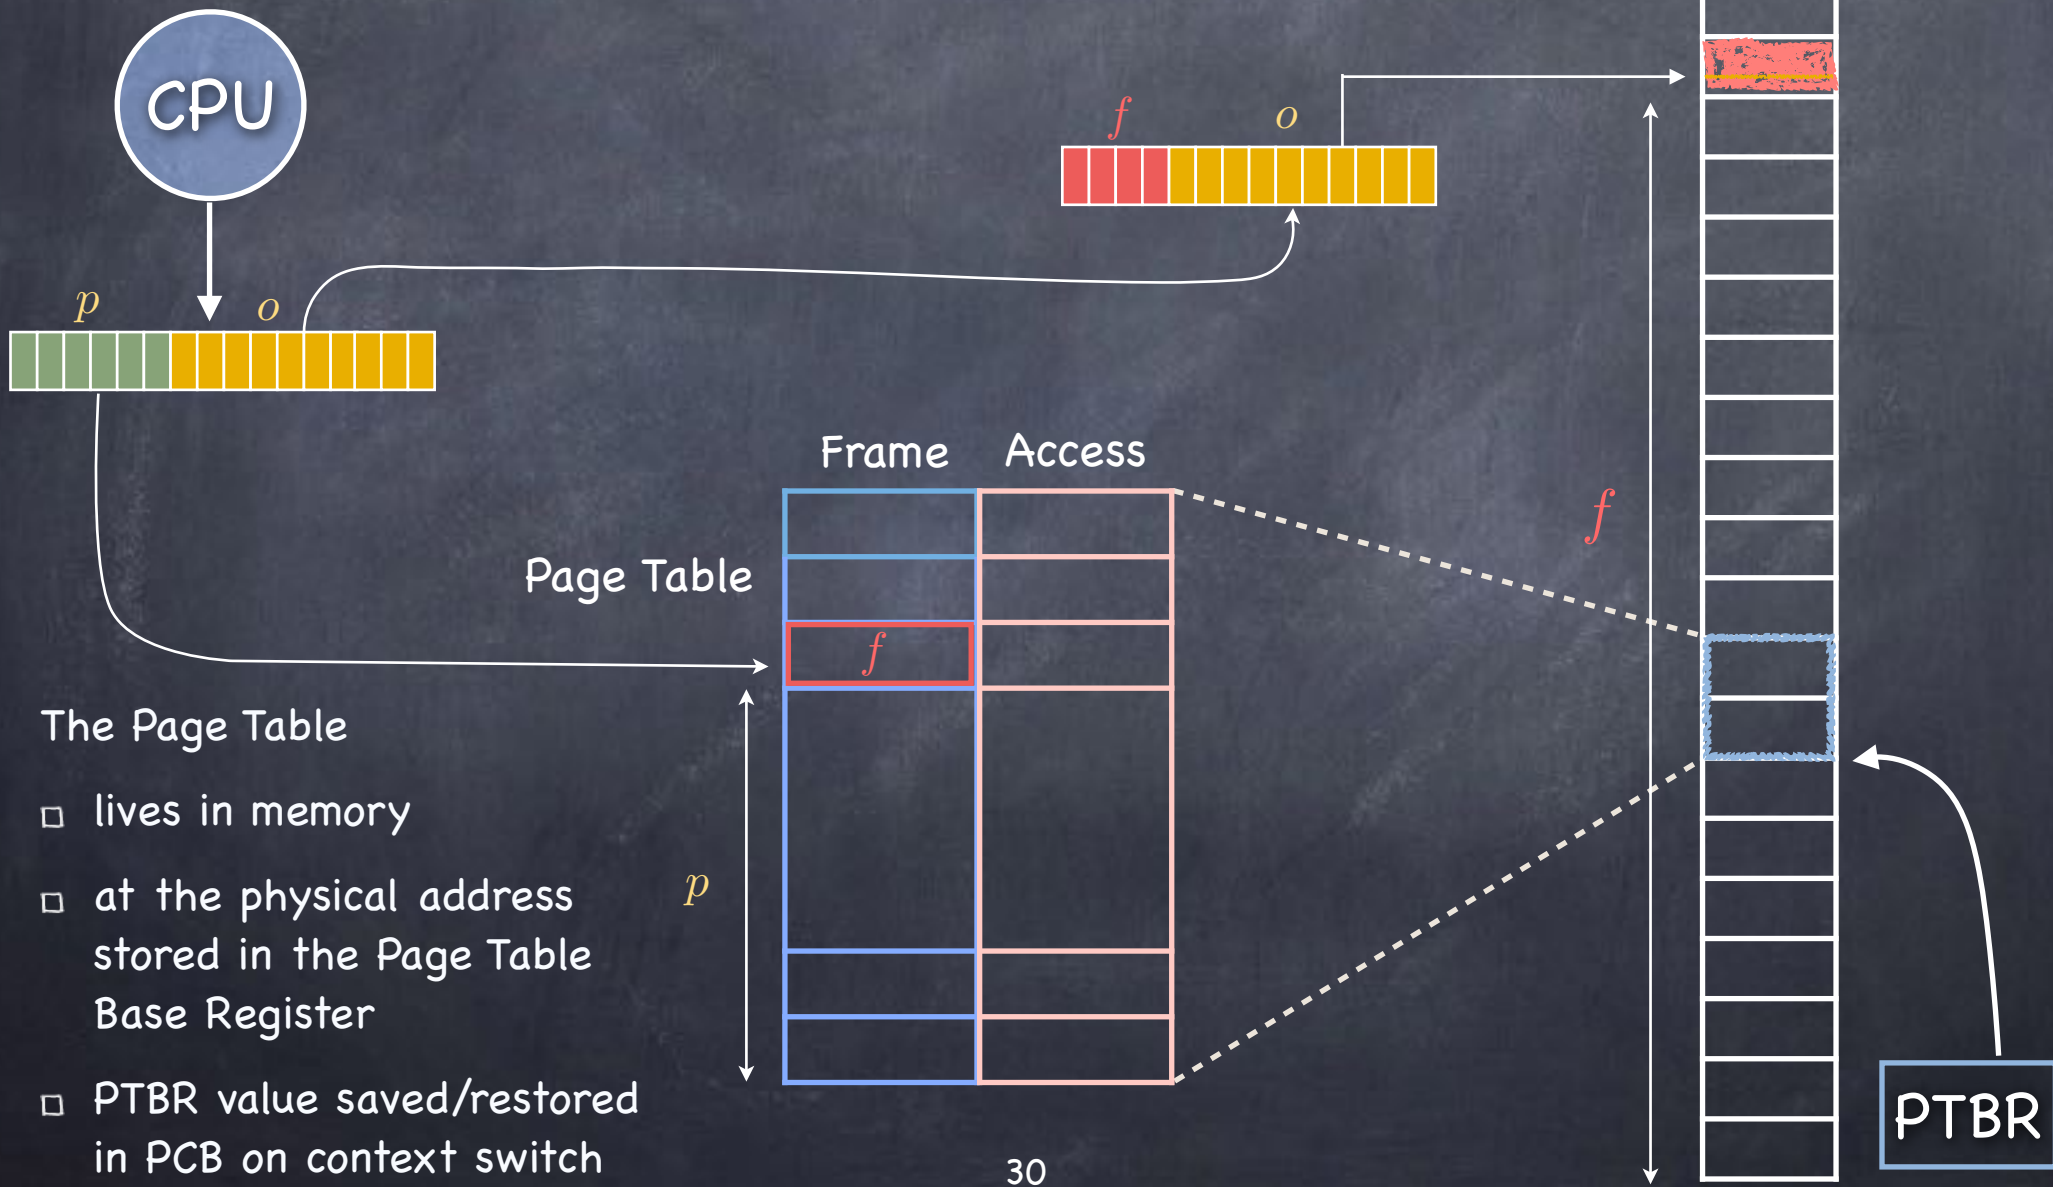 CPU
f
o
p
o
Frame
Access
f
Page Table
f
The Page Table
lives in memory
p
at the physical address
stored in the Page Table
Base Register
PTBR value saved/restored
in PCB on context switch
PTBR
30